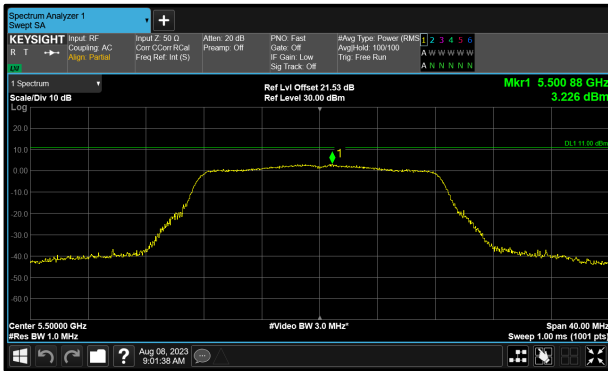 Spectrum Analyzer 1
Swept SA
KEYSIGHT
R T
Input: RF
Coupling: AC
Align: Partial
Input Z: 50 Ω
Corr CCorr RCal
Freq Ref: Int (S)
Atten: 20 dB
Preamp: Off
PNO: Fast
Gate: Off
IF Gain: Low
Sig Track: Off
#Avg Type: Power (RMS)
Avg|Hold: 100/100
Trig: Free Run
1 2 3 4 5 6
A W W W W W
A N N N N N
1 Spectrum
Scale/Div 10 dB
Ref Lvl Offset 21.53 dB
Ref Level 30.00 dBm
Mkr1 5.500 88 GHz
3.226 dBm
Log
20.0
10.0
DL1 11.00 dBm
1
0.00
-10.0
-20.0
-30.0
-40.0
-50.0
-60.0
Center 5.50000 GHz
#Video BW 3.0 MHz*
Span 40.00 MHz
#Res BW 1.0 MHz
Sweep 1.00 ms (1001 pts)
?
Aug 08, 2023
9:01:38 AM